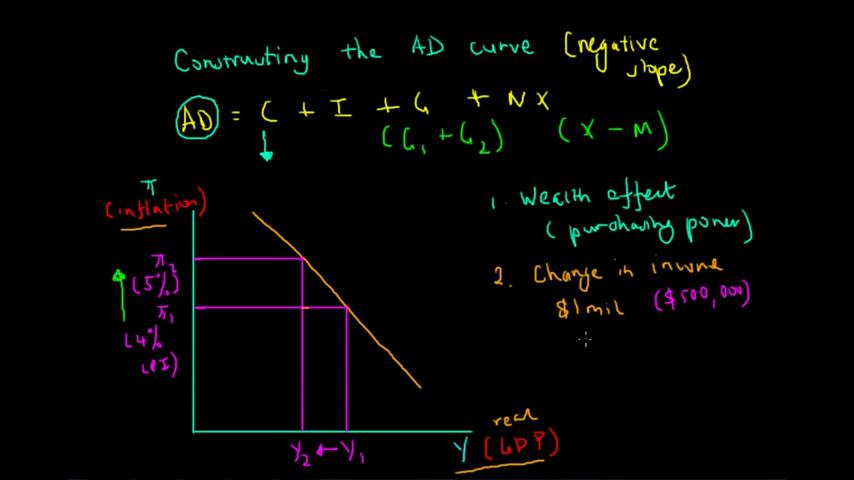 Constructing the AD curve (negative
slope)
AD = C + I + G + NX
(G₁ + G₂) (X - M)
π
(inflation)
π₂
(5%)
π₁
(4%
CPI)
1. Wealth effect
(purchasing power)
2. Change in income
$1mil ($500,000)
Y₂ ← Y₁
Y
real
(GDP)